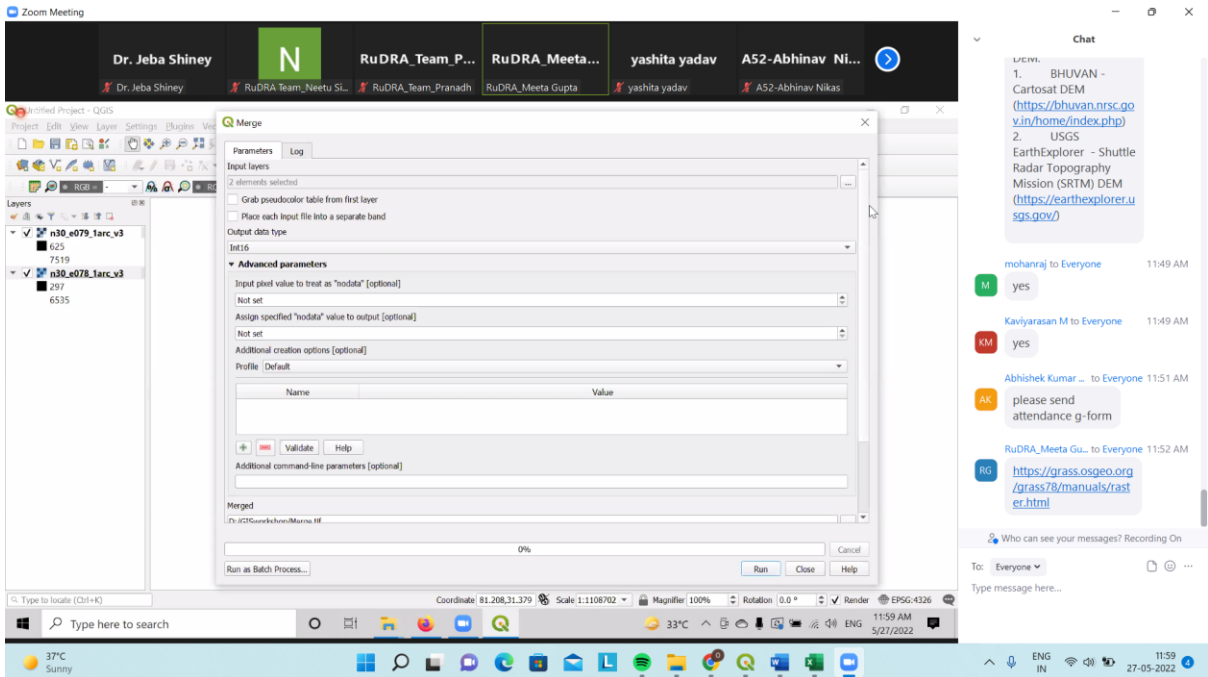 Zoom Meeting
Dr. Jeba Shiney
N
RuDRA_Team_P...
RuDRA_Meeta...
yashita yadav
A52-Abhinav Ni...
Dr. Jeba Shiney
RuDRA Team_Neetu Si...
RuDRA_Team_Pranadh
RuDRA_Meeta Gupta
yashita yadav
A52-Abhinav Nikas
Untitled Project - QGIS
Project Edit View Layer Settings Plugins Vec
RGB = -
Layers
n30_e079_1arc_v3
625
7519
n30_e078_1arc_v3
297
6535
Merge
Parameters
Log
Input layers
2 elements selected
...
Grab pseudocolor table from first layer
Place each input file into a separate band
Output data type
Int16
Advanced parameters
Input pixel value to treat as "nodata" [optional]
Not set
Assign specified "nodata" value to output [optional]
Not set
Additional creation options [optional]
Profile Default
Name Value
Validate Help
Additional command-line parameters [optional]
Merged
D:/GISworkshop/Merge.tif
0%
Cancel
Run as Batch Process...
Run Close Help
Type to locate (Ctrl+K)
Coordinate 81.208,31.379 Scale 1:1108702 Magnifier 100% Rotation 0.0 ° Render EPSG:4326
Type here to search
33°C ENG 11:59 AM
5/27/2022
Chat
DEM.
1. BHUVAN -
Cartosat DEM
(https://bhuvan.nrsc.go
v.in/home/index.php)
2. USGS
EarthExplorer - Shuttle
Radar Topography
Mission (SRTM) DEM
(https://earthexplorer.u
sgs.gov/)
mohanraj to Everyone 11:49 AM
M yes
Kaviyarasan M to Everyone 11:49 AM
KM yes
Abhishek Kumar ... to Everyone 11:51 AM
AK please send
attendance g-form
RuDRA_Meeta Gu... to Everyone 11:52 AM
RG https://grass.osgeo.org
/grass78/manuals/rast
er.html
Who can see your messages? Recording On
To: Everyone
Type message here...
37°C
Sunny
ENG
IN
11:59
27-05-2022
4